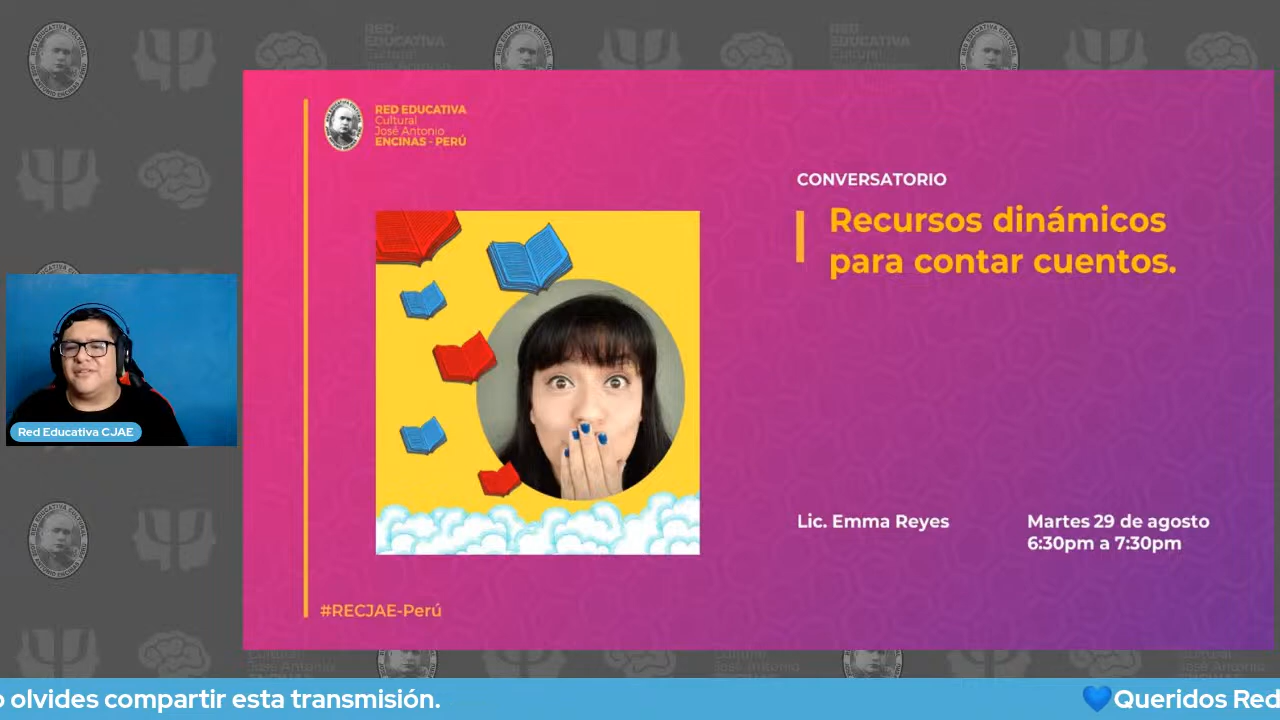 RED EDUCATIVA
Cultural
José Antonio
ENCINAS - PERÚ
CONVERSATORIO
Recursos dinámicos
para contar cuentos.
Lic. Emma Reyes
Martes 29 de agosto
6:30pm a 7:30pm
#RECJAE-Perú
Red Educativa CJAE
olvides compartir esta transmisión.
Queridos Red